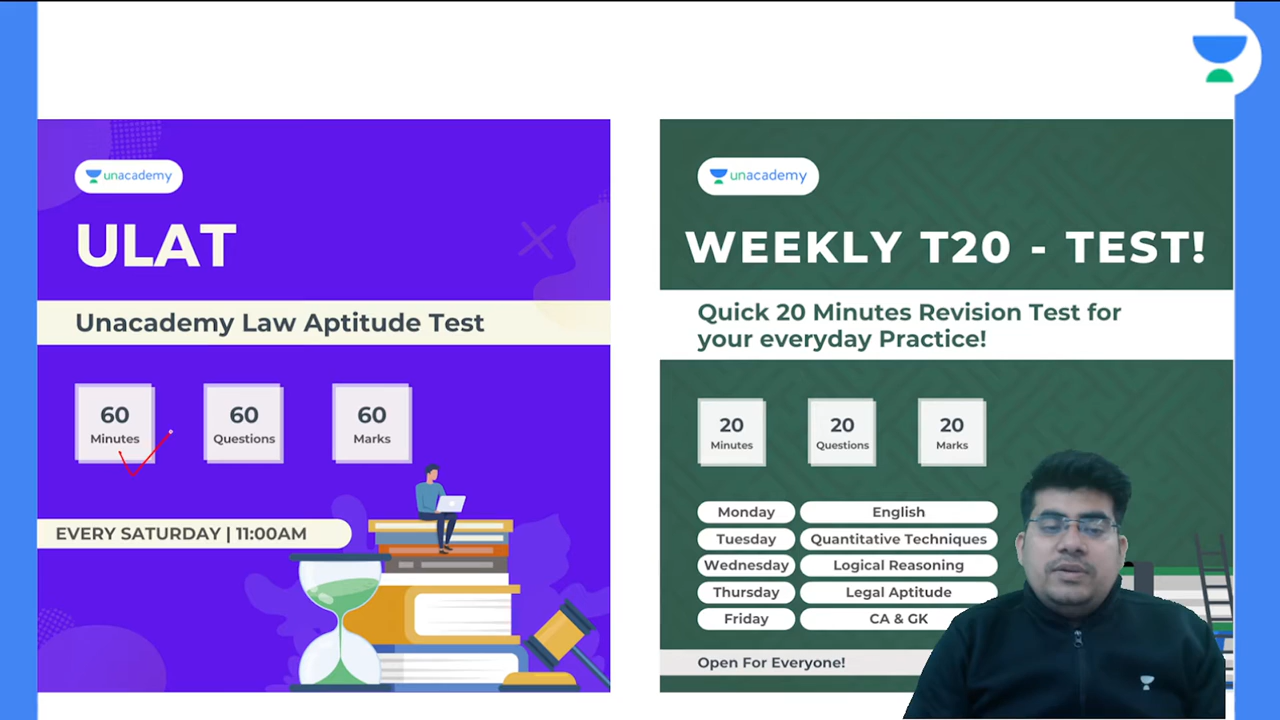 unacademy
ULAT
Unacademy Law Aptitude Test
60
Minutes
60
Questions
60
Marks
EVERY SATURDAY | 11:00AM
unacademy
WEEKLY T20 - TEST!
Quick 20 Minutes Revision Test for
your everyday Practice!
20
Minutes
20
Questions
20
Marks
Monday English
Tuesday Quantitative Techniques
Wednesday Logical Reasoning
Thursday Legal Aptitude
Friday CA & GK
Open For Everyone!